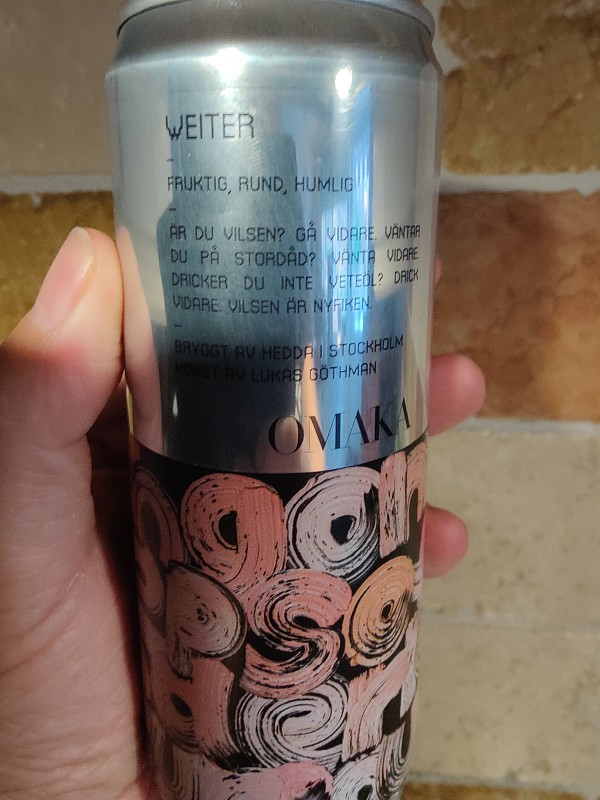 WEITER
–
FRUKTIG, RUND, HUMLIG
–
ÄR DU VILSEN? GÅ VIDARE. VÄNTAR
DU PÅ STORDÅD? VÄNTA VIDARE.
DRICKER DU INTE VETEÖL? DRICK
VIDARE. VILSEN ÄR NYFIKEN.
–
BRYGGT AV HEDDA I STOCKHOLM
KONST AV LUKAS GÖTHMAN
OMAKA